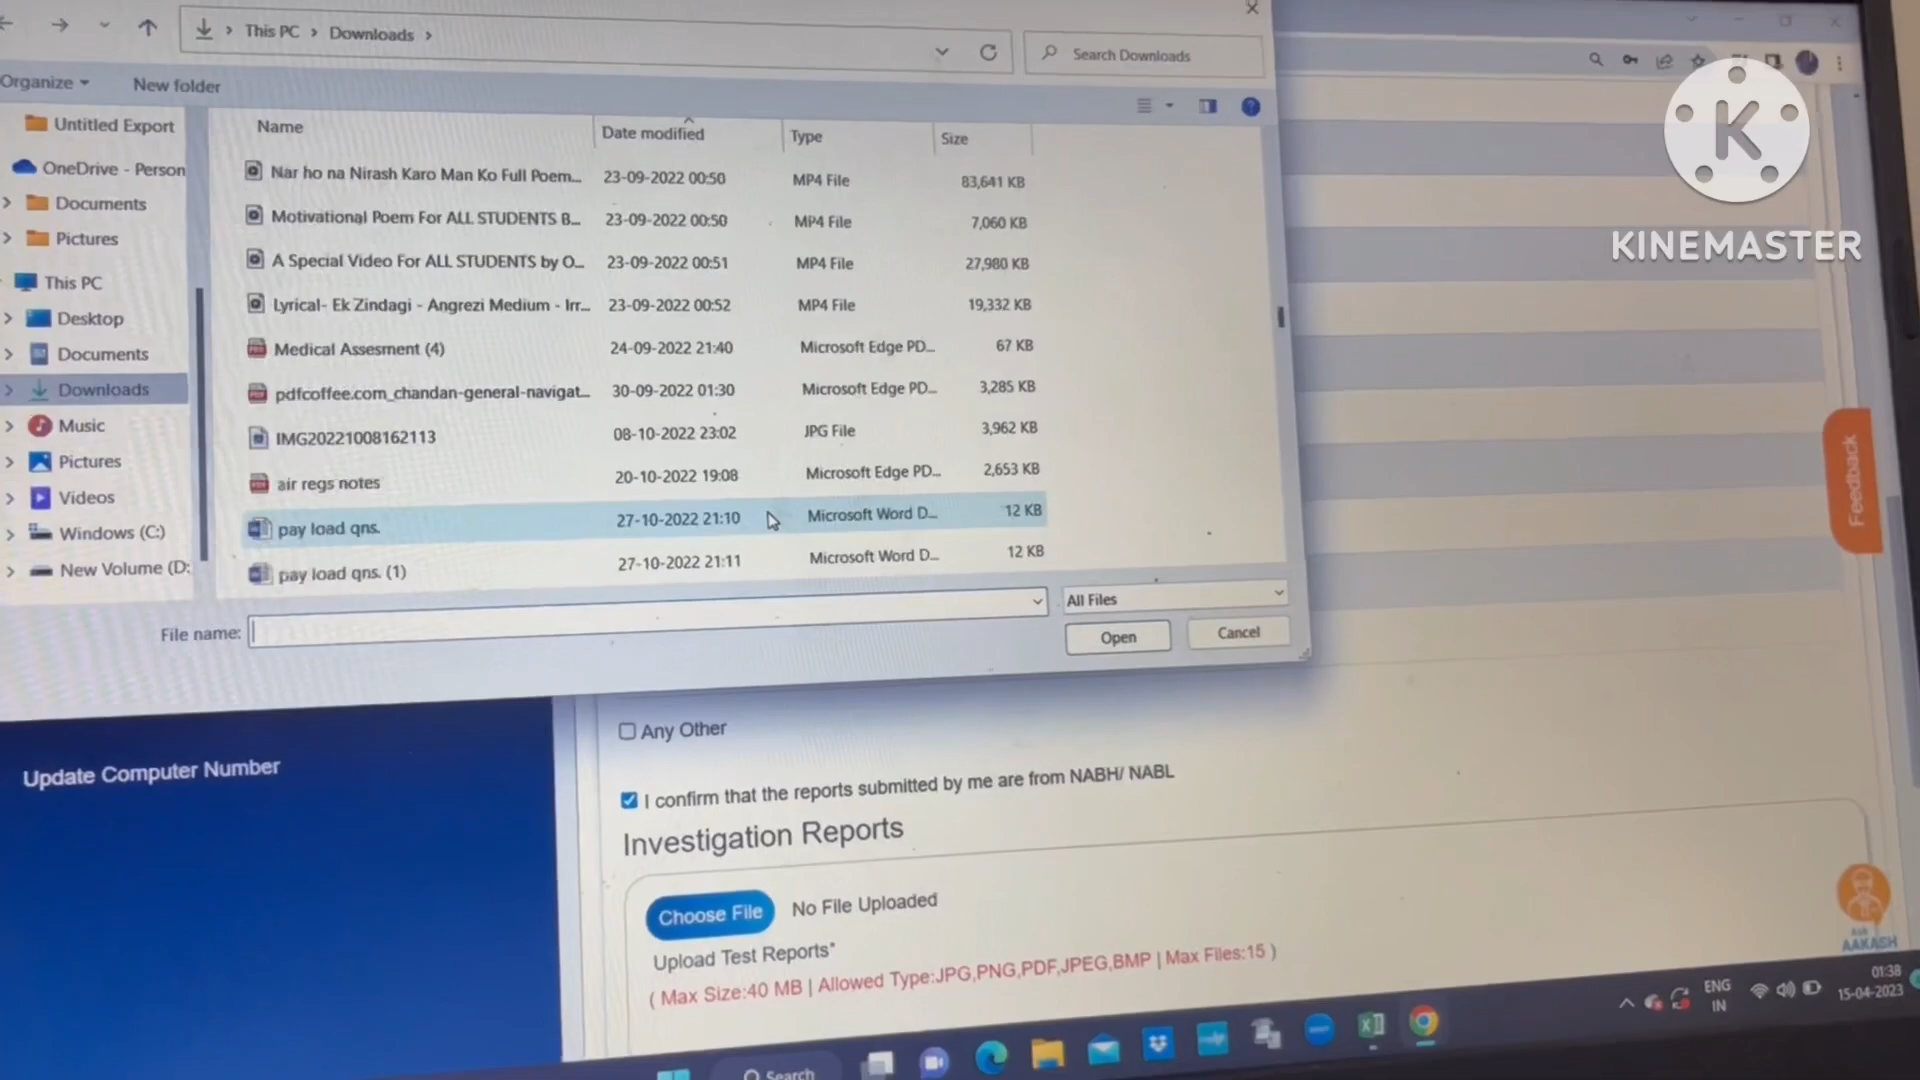 This PC > Downloads >
Search Downloads
Organize
New folder
Name
Date modified
Type
Size
Untitled Export
OneDrive - Person
Documents
Pictures
This PC
Desktop
Documents
Downloads
Music
Pictures
Videos
Windows (C:)
New Volume (D:
Nar ho na Nirash Karo Man Ko Full Poem... 23-09-2022 00:50 MP4 File 83,641 KB
Motivational Poem For ALL STUDENTS B... 23-09-2022 00:50 MP4 File 7,060 KB
A Special Video For ALL STUDENTS by O... 23-09-2022 00:51 MP4 File 27,980 KB
Lyrical- Ek Zindagi - Angrezi Medium - Irr... 23-09-2022 00:52 MP4 File 19,332 KB
Medical Assesment (4) 24-09-2022 21:40 Microsoft Edge PD... 67 KB
pdfcoffee.com_chandan-general-navigat... 30-09-2022 01:30 Microsoft Edge PD... 3,285 KB
IMG20221008162113 08-10-2022 23:02 JPG File 3,962 KB
air regs notes 20-10-2022 19:08 Microsoft Edge PD... 2,653 KB
pay load qns. 27-10-2022 21:10 Microsoft Word D... 12 KB
pay load qns. (1) 27-10-2022 21:11 Microsoft Word D... 12 KB
File name:
All Files
Open
Cancel
K
KINEMASTER
Feedback
Update Computer Number
Any Other
I confirm that the reports submitted by me are from NABH/ NABL
Investigation Reports
Choose File No File Uploaded
Upload Test Reports*
( Max Size:40 MB | Allowed Type:JPG,PNG,PDF,JPEG,BMP | Max Files:15 )
Ask
AAKASH
Search
ENG
IN
01:38
15-04-2023